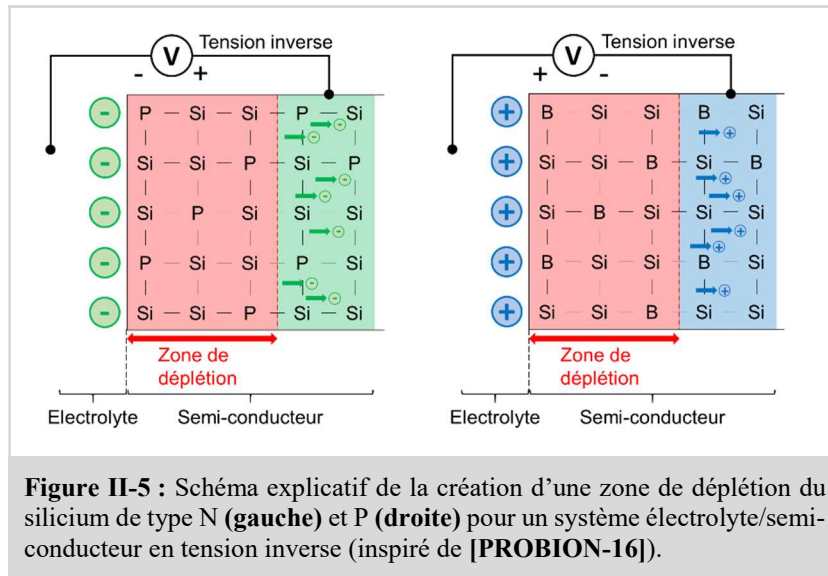 Tension inverse Tension inverse
V V
- + + -
- P — Si — Si — P — Si + B — Si — Si — B — Si
- -
- Si — Si — P — Si — P + Si — Si — B — Si — B
- -
- Si — P — Si — Si — Si + Si — B — Si — Si — Si
-
- P — Si — Si — P — Si + B — Si — Si — B — Si
- -
- Si — Si — P — Si — Si + Si — Si — B — Si — Si
Zone de Zone de
déplétion déplétion
Electrolyte Semi-conducteur Electrolyte Semi-conducteur
Figure II-5 : Schéma explicatif de la création d’une zone de déplétion du
silicium de type N (gauche) et P (droite) pour un système électrolyte/semi-
conducteur en tension inverse (inspiré de [PROBION-16]).